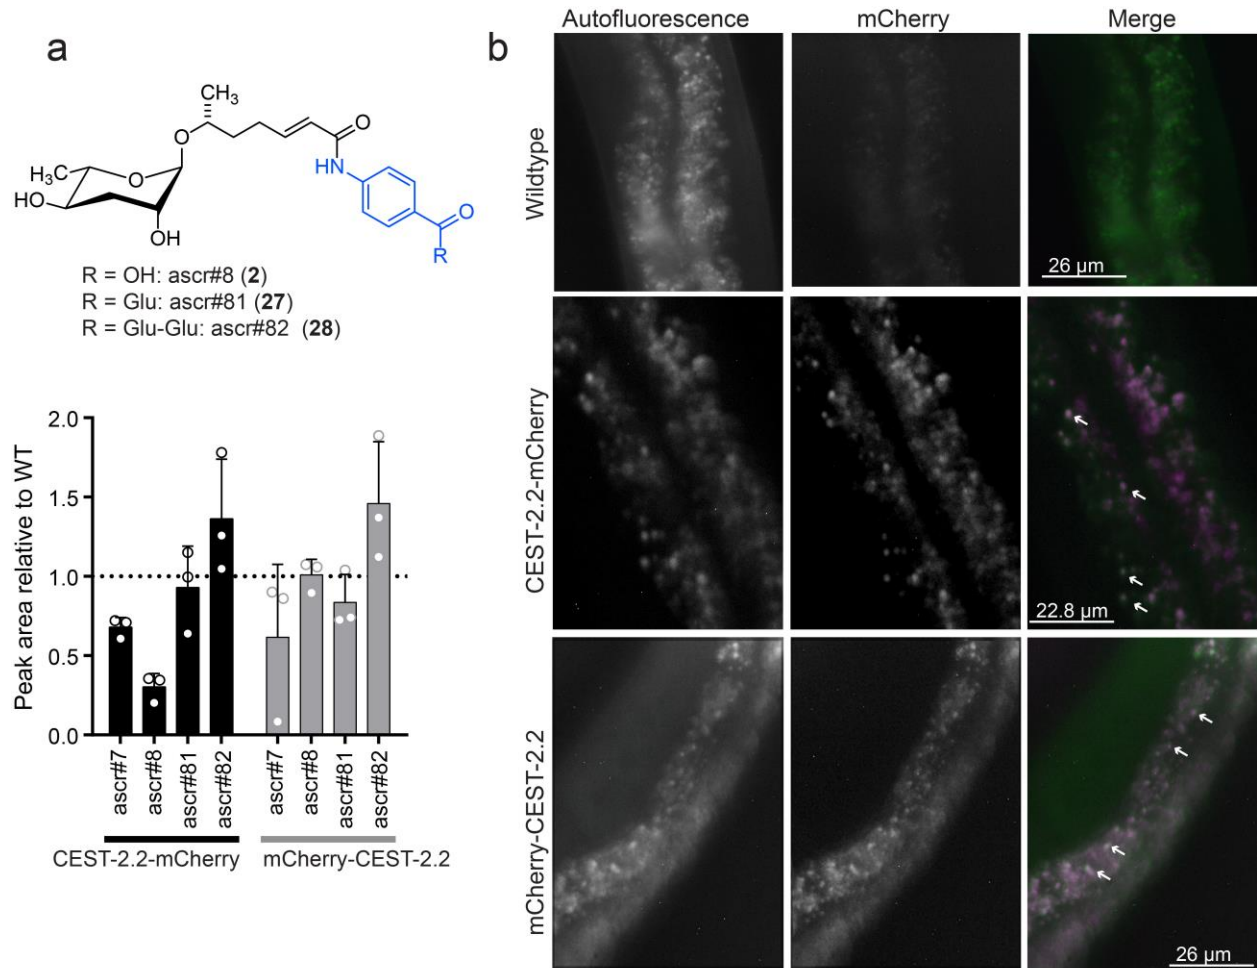 a
CH₃
O
O
H₃C
O
HN
HO
OH
O
R
R = OH: ascr#8 (2)
R = Glu: ascr#81 (27)
R = Glu-Glu: ascr#82 (28)
Peak area relative to WT
2.0
1.5
1.0
0.5
0.0
ascr#7
ascr#8
ascr#81
ascr#82
ascr#7
ascr#8
ascr#81
ascr#82
CEST-2.2-mCherry
mCherry-CEST-2.2
b
Autofluorescence
mCherry
Merge
Wildtype
26 µm
CEST-2.2-mCherry
22.8 µm
mCherry-CEST-2.2
26 µm